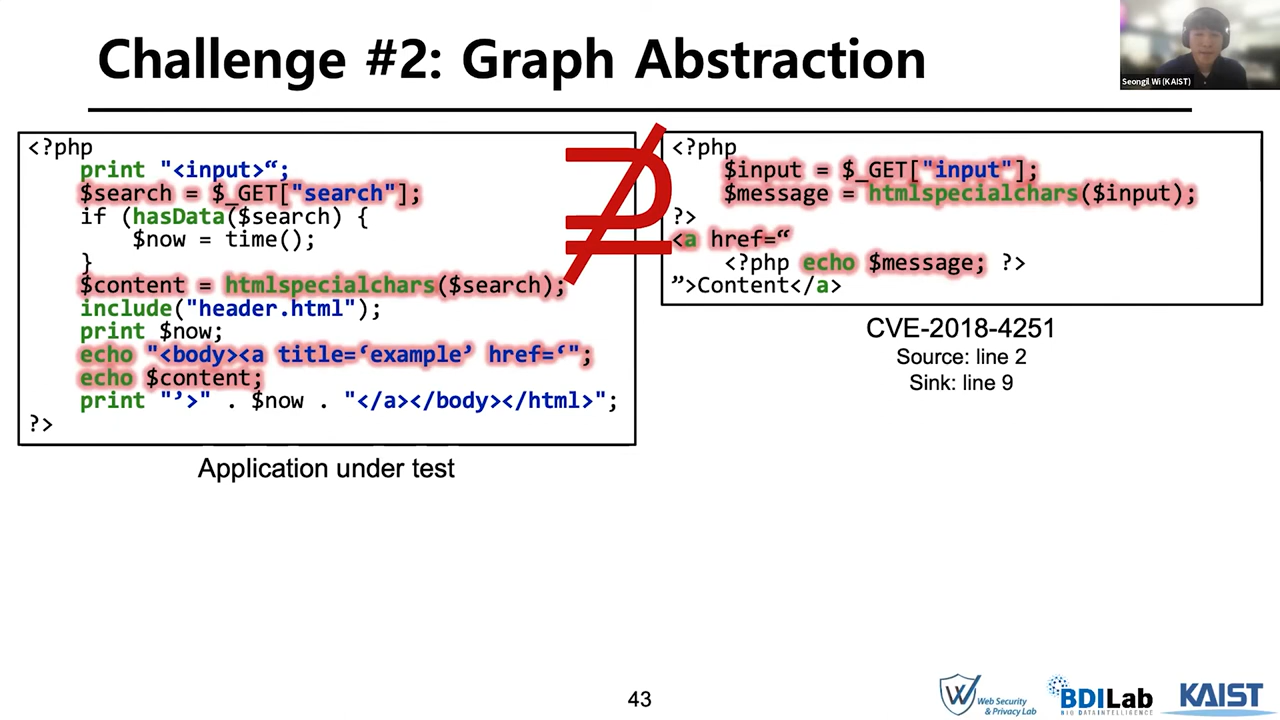 Challenge #2: Graph Abstraction
Seongil Wi (KAIST)
<?php
print "<input>“;
$search = $_GET["search"];
if (hasData($search) {
$now = time();
}
$content = htmlspecialchars($search);
include("header.html");
print $now;
echo "<body><a title=‘example’ href=‘";
echo $content;
print "’>" . $now . "</a></body></html>";
?>
Application under test
⊉
<?php
$input = $_GET["input"];
$message = htmlspecialchars($input);
?>
<a href=“
<?php echo $message; ?>
”>Content</a>
CVE-2018-4251
Source: line 2
Sink: line 9
43
W
Web Security
& Privacy Lab
BDILab
BIG DATA INTELLIGENCE
KAIST